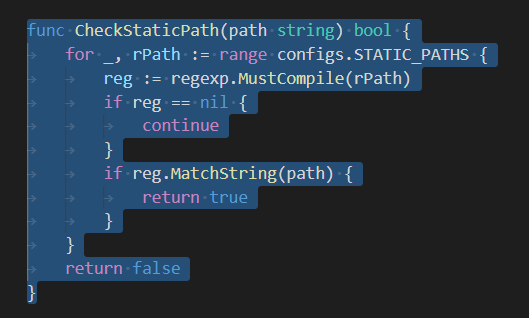 func CheckStaticPath(path string) bool {
for _, rPath := range configs.STATIC_PATHS {
reg := regexp.MustCompile(rPath)
if reg == nil {
continue
}
if reg.MatchString(path) {
return true
}
}
return false
}